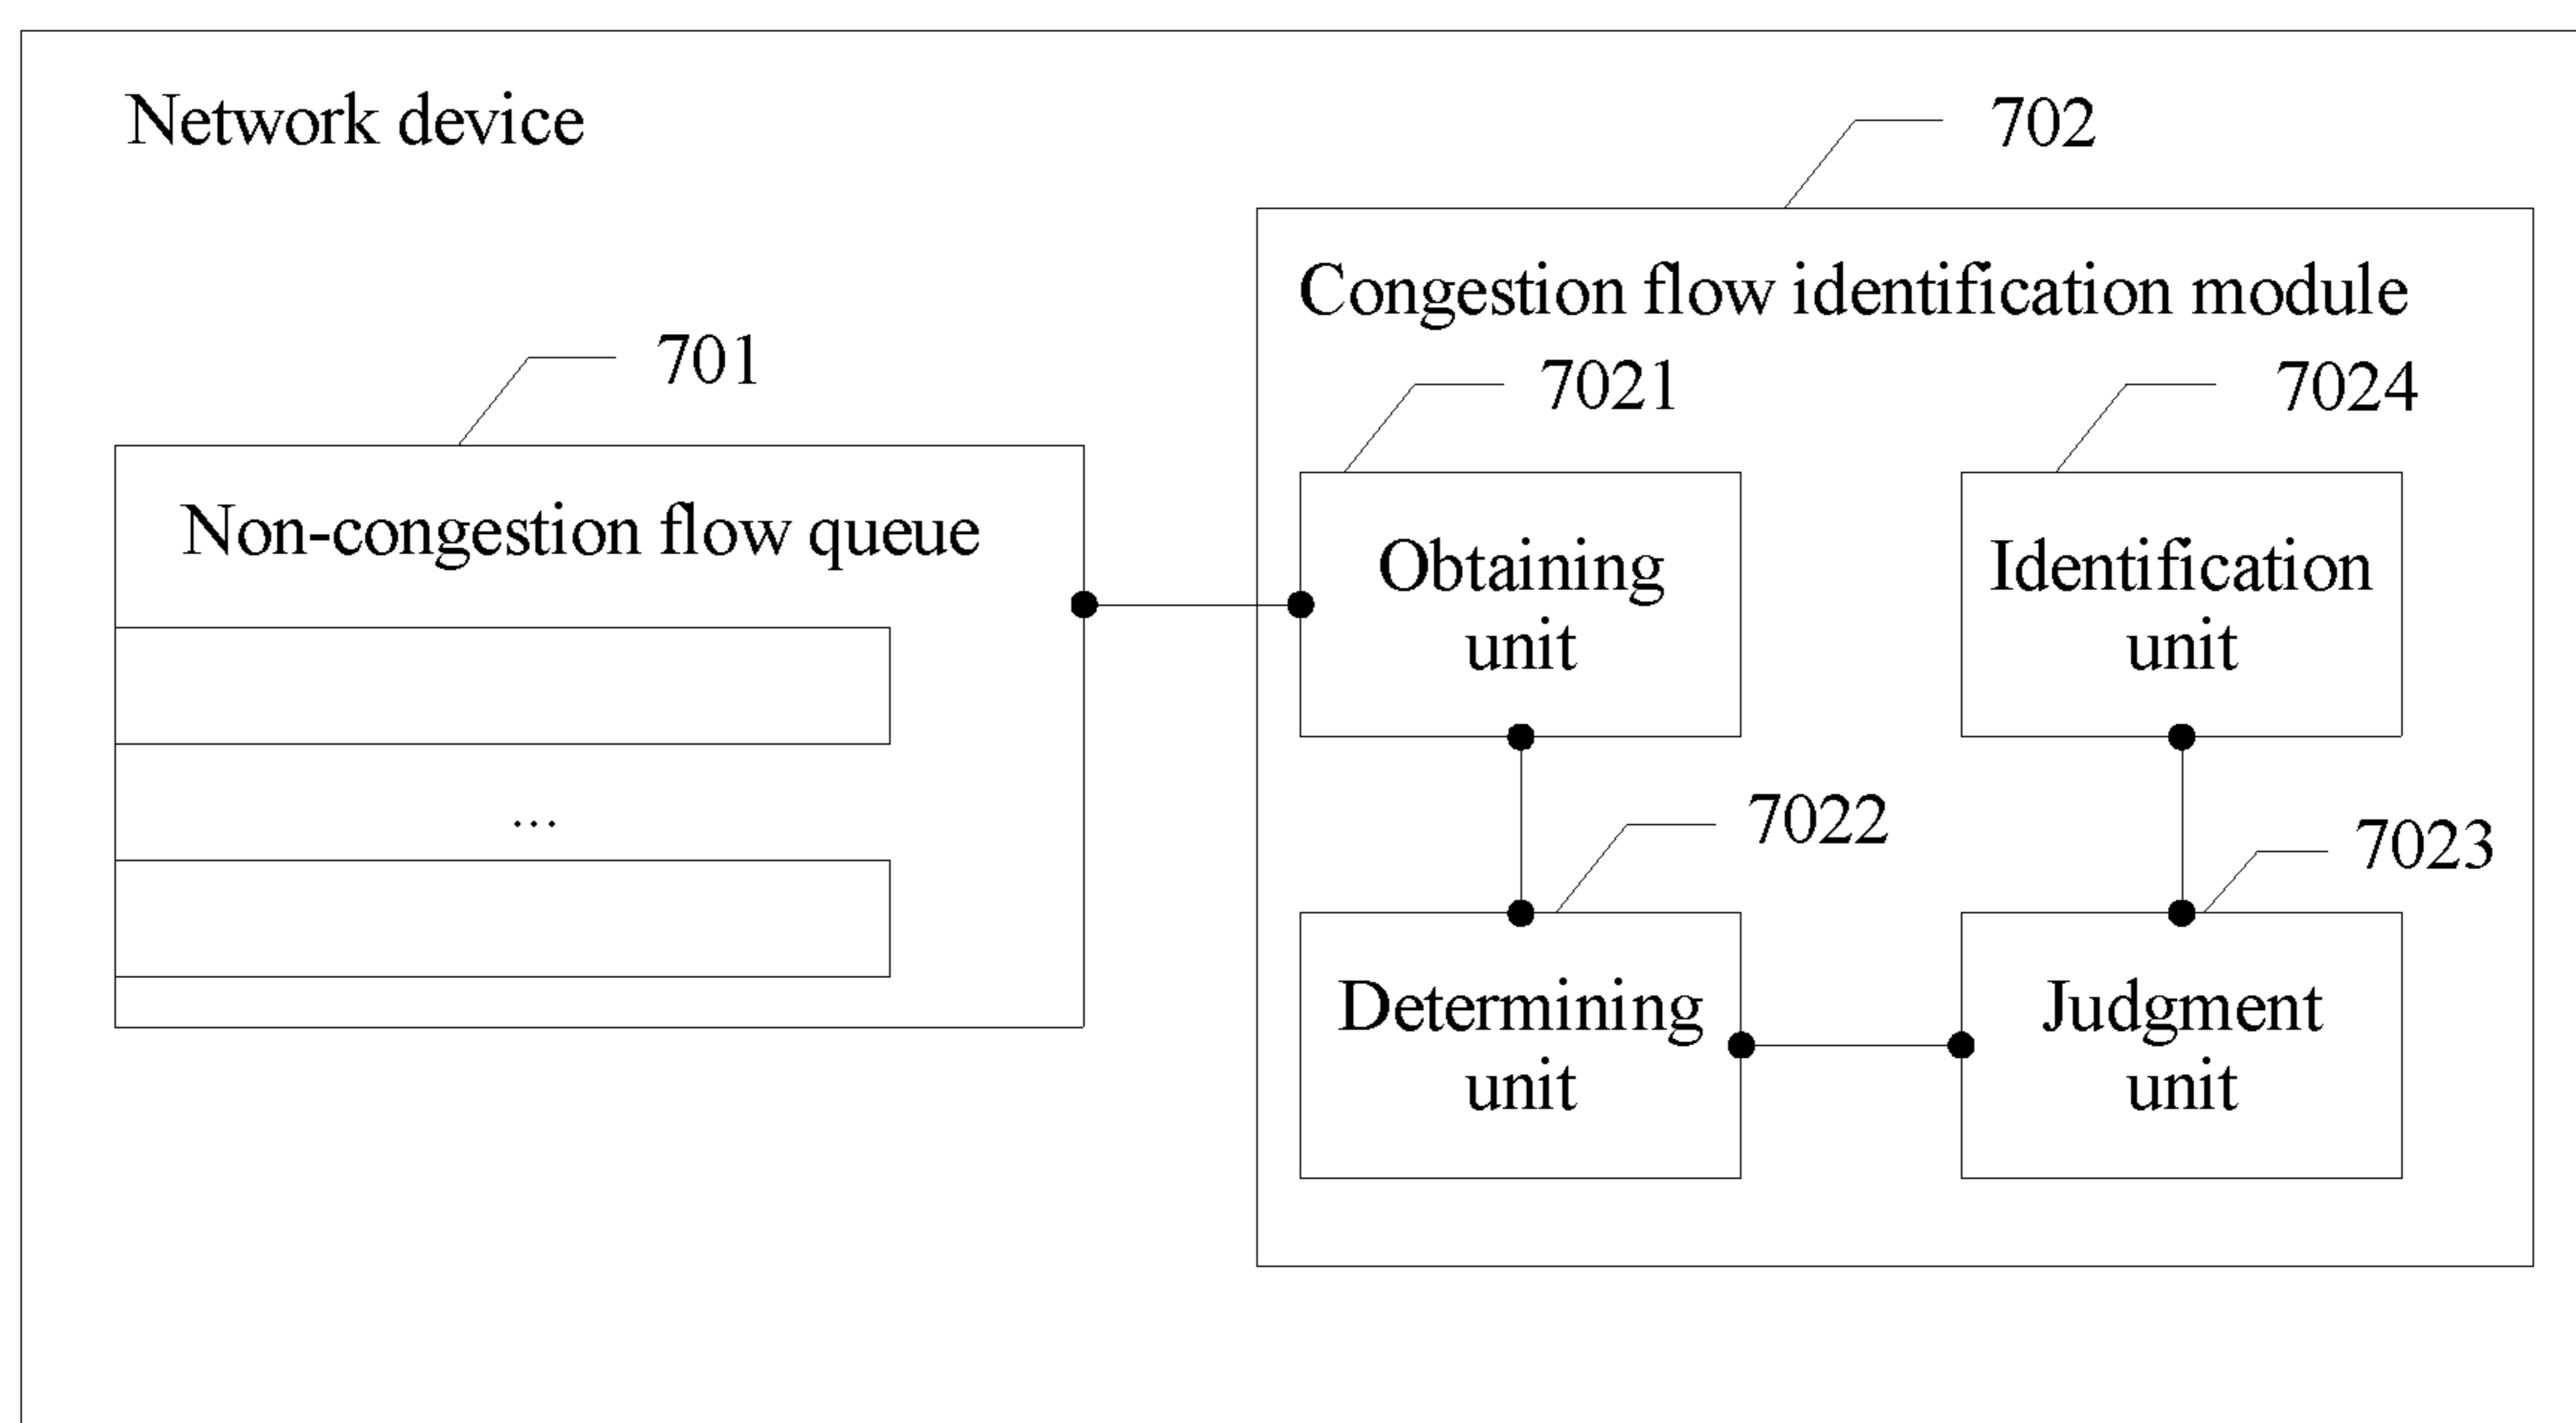 Network device
702
Congestion flow identification module
701
7021
7024
Non-congestion flow queue
Obtaining
unit
Identification
unit
...
7022
7023
Determining
unit
Judgment
unit